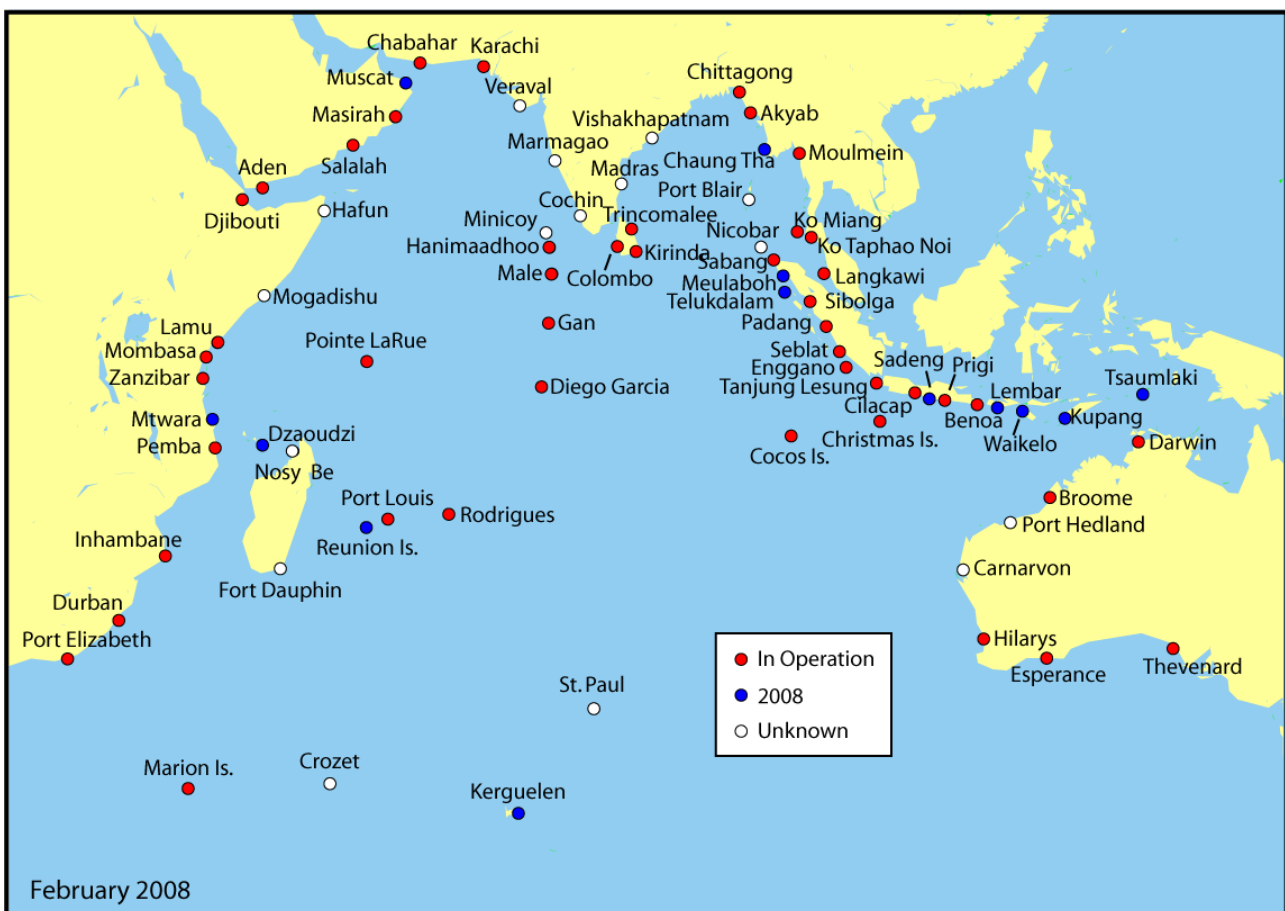 Chabahar
Karachi
Muscat
Veraval
Chittagong
Masirah
Akyab
Vishakhapatnam
Marmagao
Salalah
Aden
Madras
Chaung Tha
Moulmein
Port Blair
Djibouti
Hafun
Cochin
Minicoy
Trincomalee
Nicobar
Ko Miang
Hanimaadhoo
Kirinda
Ko Taphao Noi
Sabang
Male
Colombo
Langkawi
Meulaboh
Mogadishu
Telukdalam
Sibolga
Lamu
Gan
Padang
Pointe LaRue
Mombasa
Seblat
Sadeng
Prigi
Zanzibar
Enggano
Tsaumlaki
Diego Garcia
Tanjung Lesung
Lembar
Mtwara
Cilacap
Benoa
Kupang
Dzaoudzi
Christmas Is.
Waikelo
Pemba
Darwin
Cocos Is.
Nosy Be
Port Louis
Broome
Rodrigues
Port Hedland
Inhambane
Reunion Is.
Carnarvon
Fort Dauphin
Durban
Port Elizabeth
Hilarys
Esperance
Thevenard
In Operation
2008
Unknown
St. Paul
Marion Is.
Crozet
Kerguelen
February 2008